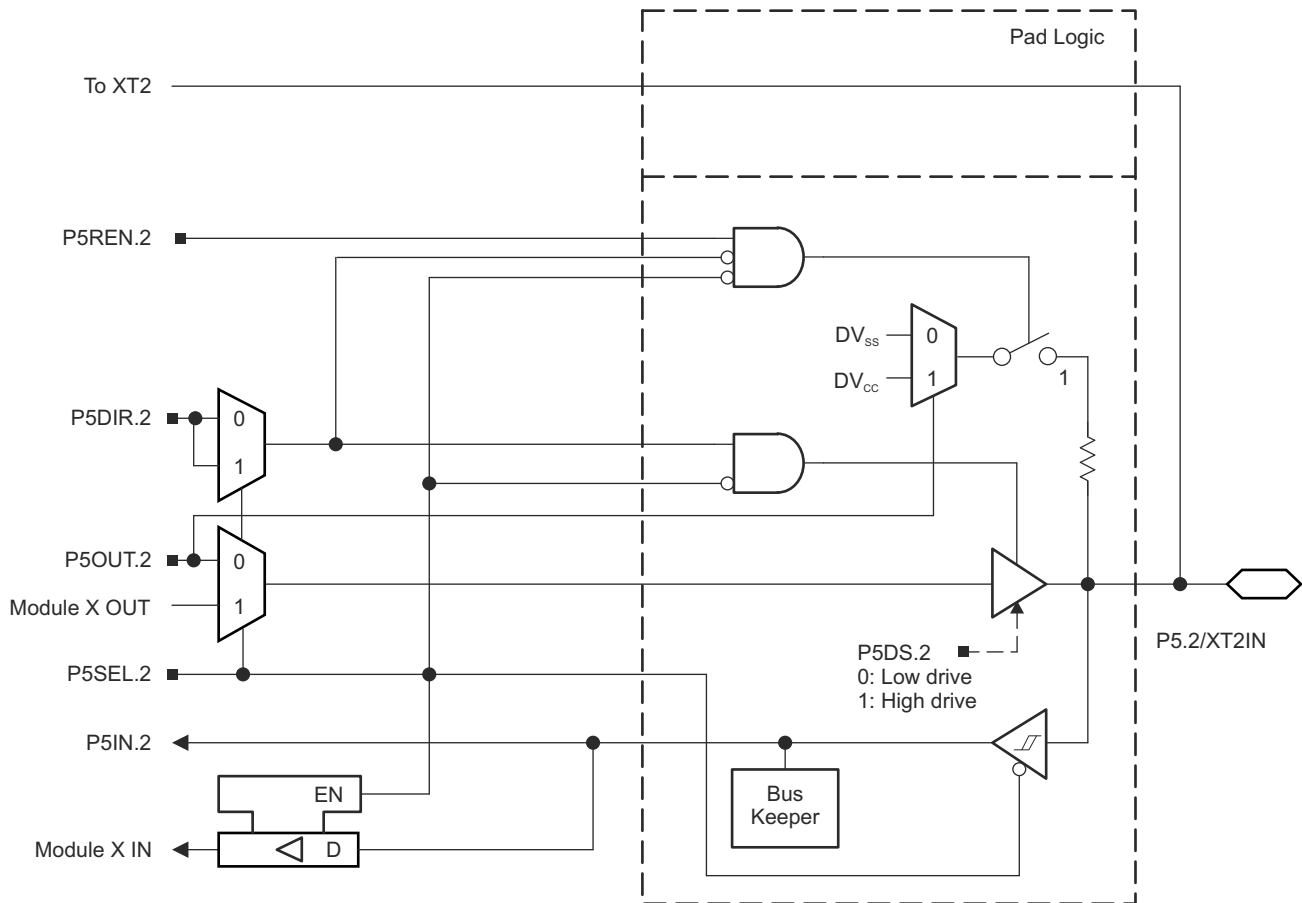 Pad Logic
To XT2
P5REN.2
DVSS
0
DVCC
1
1
P5DIR.2
0
1
P5OUT.2
0
Module X OUT
1
P5SEL.2
P5DS.2
0: Low drive
1: High drive
P5.2/XT2IN
P5IN.2
Bus
Keeper
EN
Module X IN
D